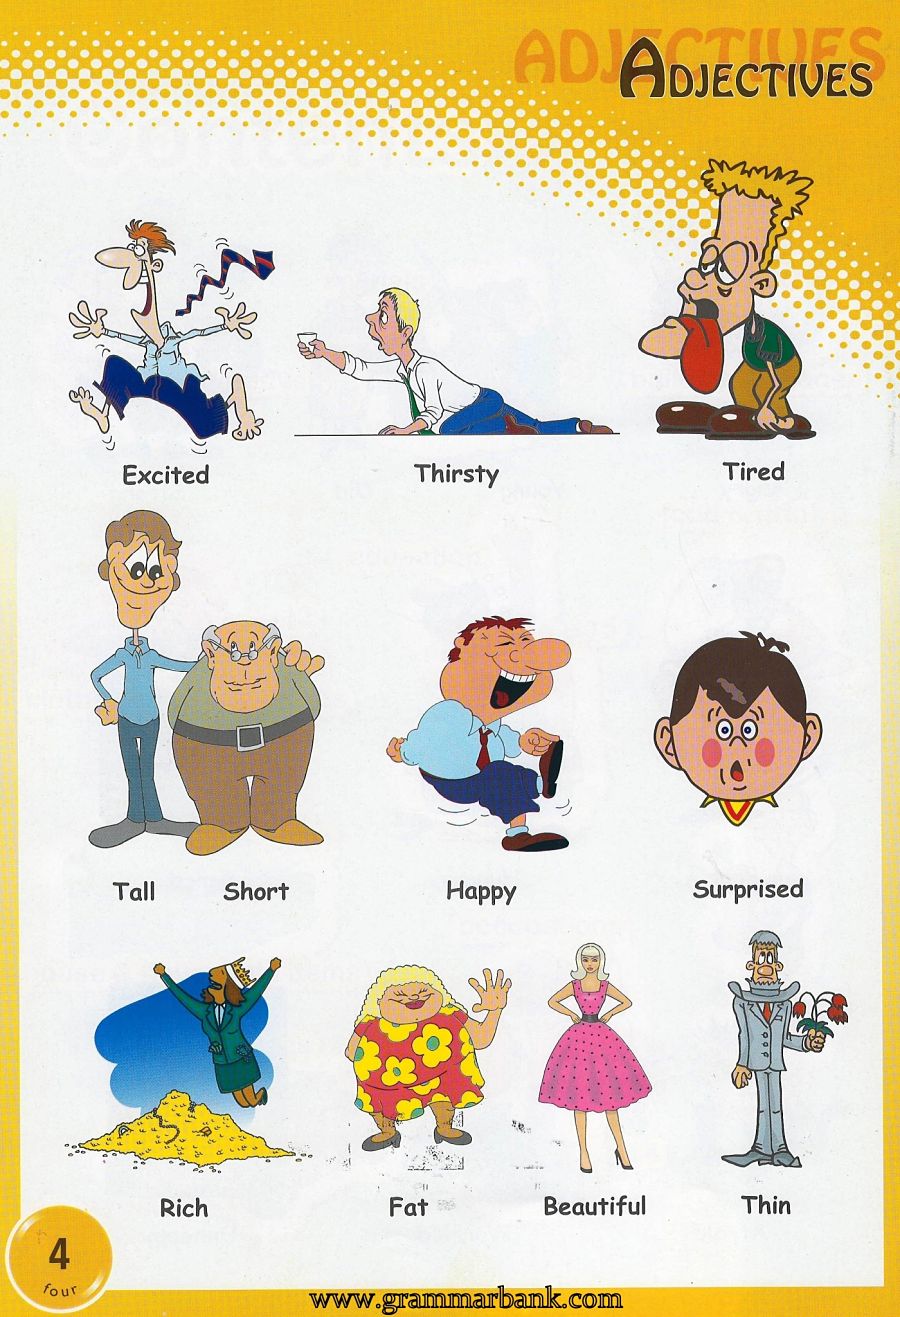 ADJECTIVES
ADJECTIVES
Excited
Thirsty
Tired
Tall
Short
Happy
Surprised
Rich
Fat
Beautiful
Thin
4
four
www.grammarbank.com